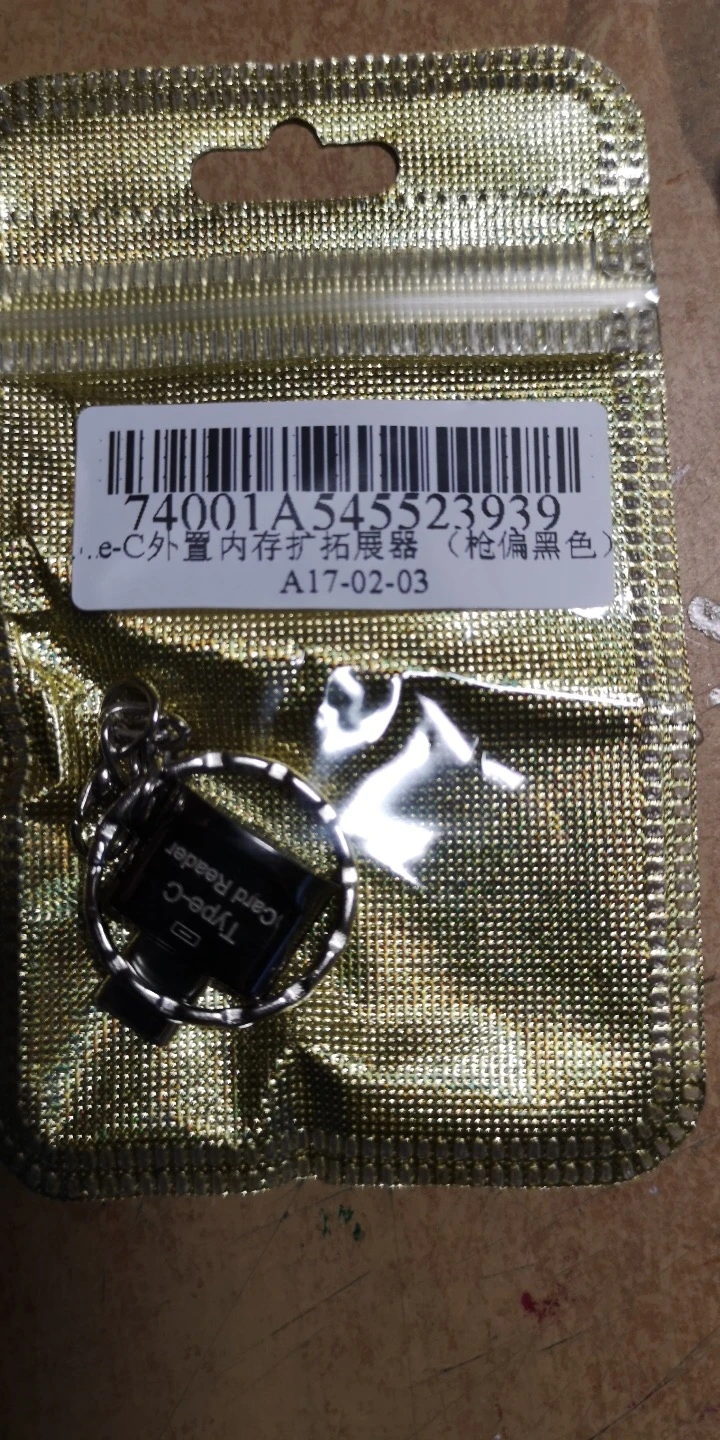 74001A545523939
...e-C外置内存扩拓展器 （枪偏黑色）
A17-02-03
Type-C
Card Reader